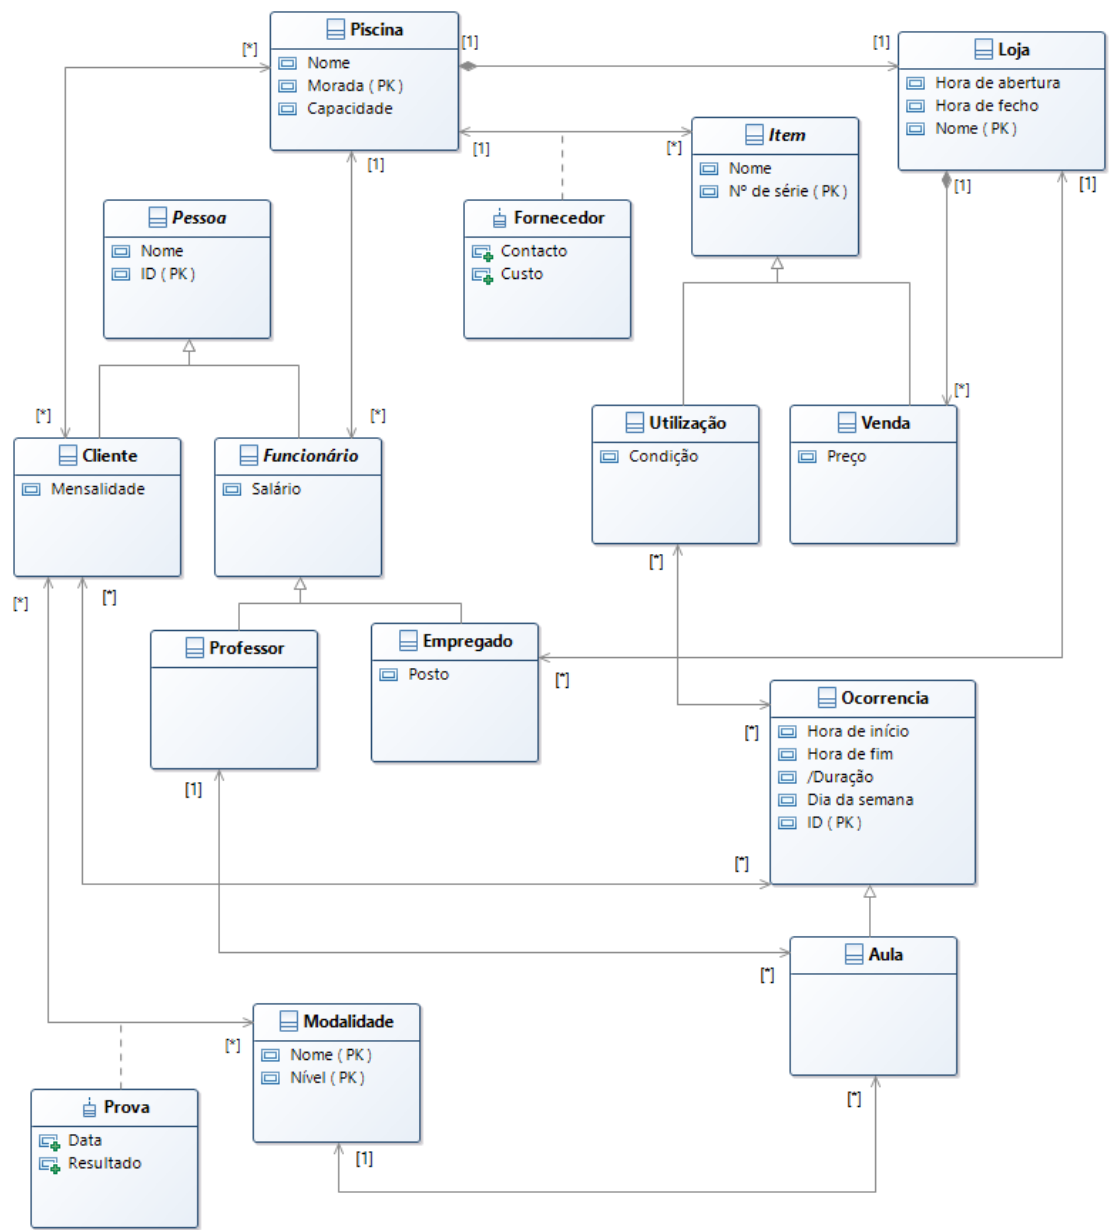 Piscina
Nome
Morada ( PK )
Capacidade
[*]
[1]
[1]
Loja
Hora de abertura
Hora de fecho
Nome ( PK )
[1]
[1]
[*]
Item
Nome
Nº de série ( PK )
[1]
[1]
Pessoa
Nome
ID ( PK )
Fornecedor
Contacto
Custo
[*]
[*]
[*]
Cliente
Mensalidade
Funcionário
Salário
Utilização
Condição
Venda
Preço
[*]
[*]
[*]
Professor
Empregado
Posto
[*]
Ocorrencia
Hora de início
Hora de fim
/Duração
Dia da semana
ID ( PK )
[*]
[1]
[*]
Aula
[*]
Modalidade
Nome ( PK )
Nível ( PK )
[*]
[*]
Prova
Data
Resultado
[1]